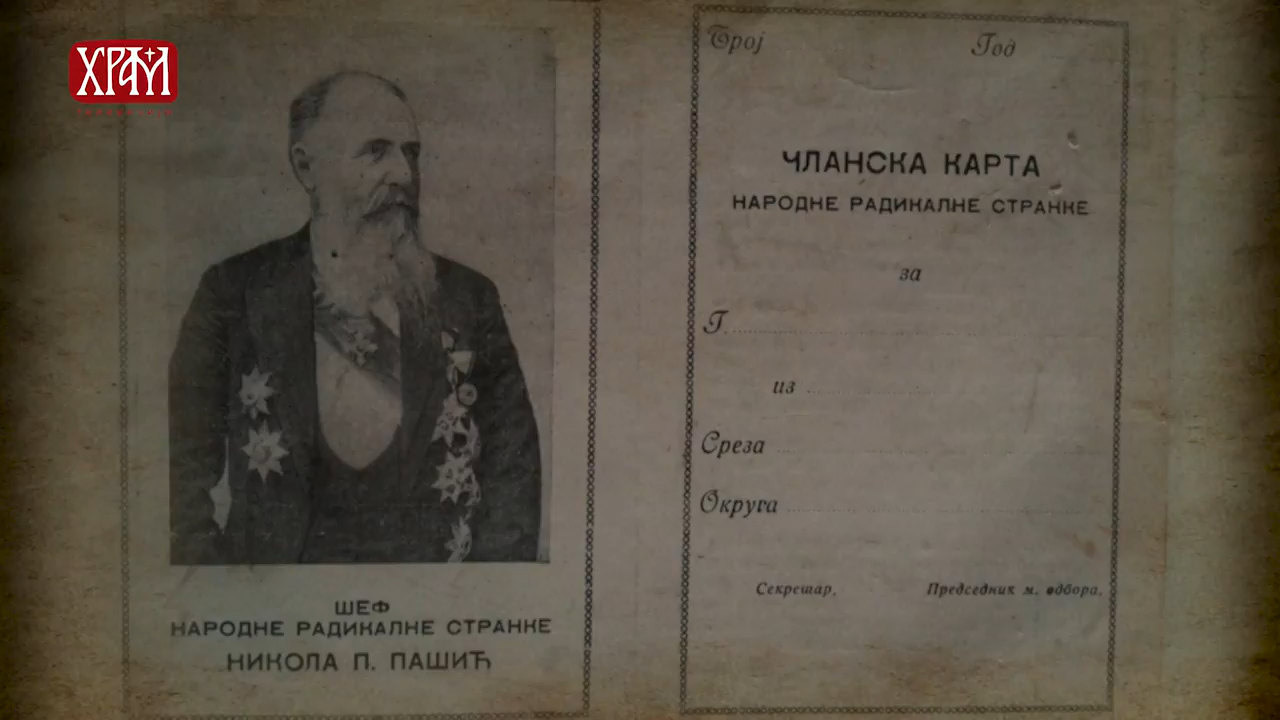 ХРАМ
ШЕФ
НАРОДНЕ РАДИКАЛНЕ СТРАНКЕ
НИКОЛА П. ПАШИЋ
Број Год
ЧЛАНСКА КАРТА
НАРОДНЕ РАДИКАЛНЕ СТРАНКЕ
за
Г.
из
Среза
Округа
Секретар, Председник м. одбора,